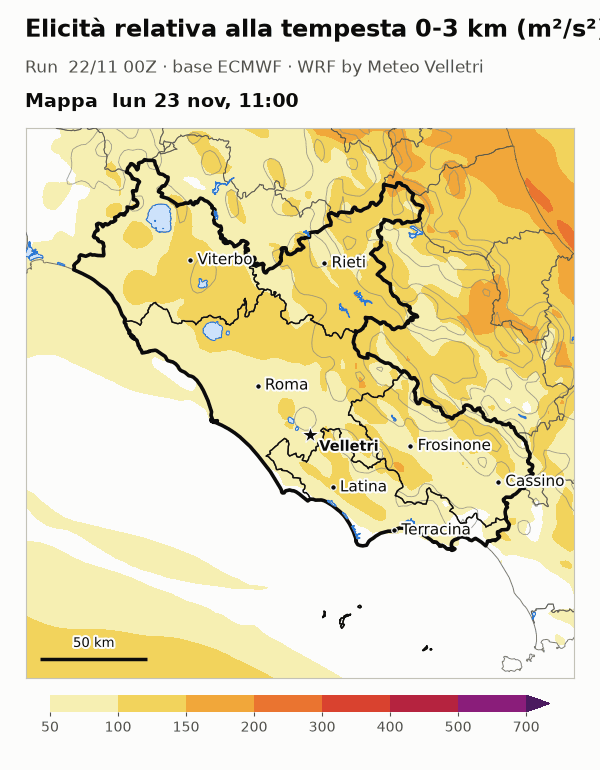 Elicità relativa alla tempesta 0-3 km (m²/s²)
Run 22/11 00Z · base ECMWF · WRF by Meteo Velletri
Mappa lun 23 nov, 11:00
Viterbo
Rieti
Roma
Velletri
Frosinone
Latina
Cassino
Terracina
50 km
50 100 150 200 300 400 500 700